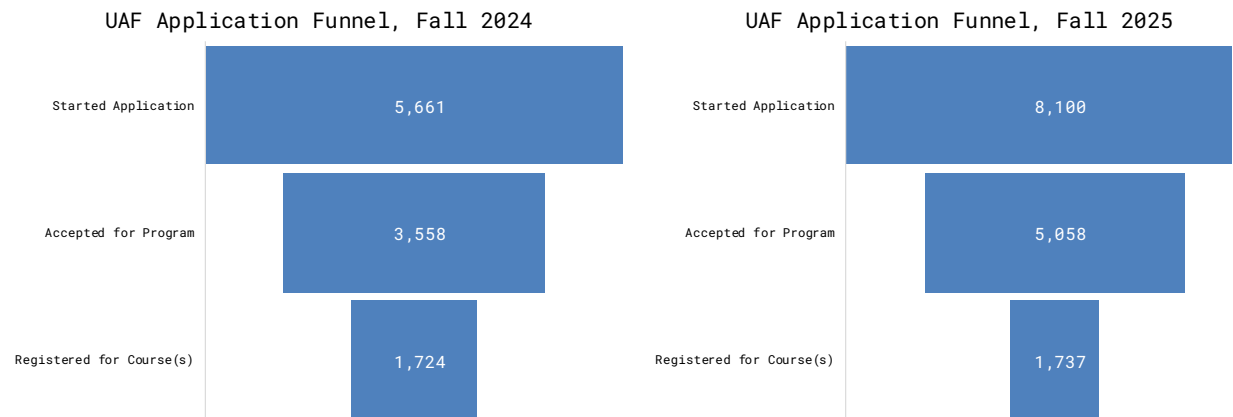 UAF Application Funnel, Fall 2024
Started Application
5,661
Accepted for Program
3,558
Registered for Course(s)
1,724
UAF Application Funnel, Fall 2025
Started Application
8,100
Accepted for Program
5,058
Registered for Course(s)
1,737